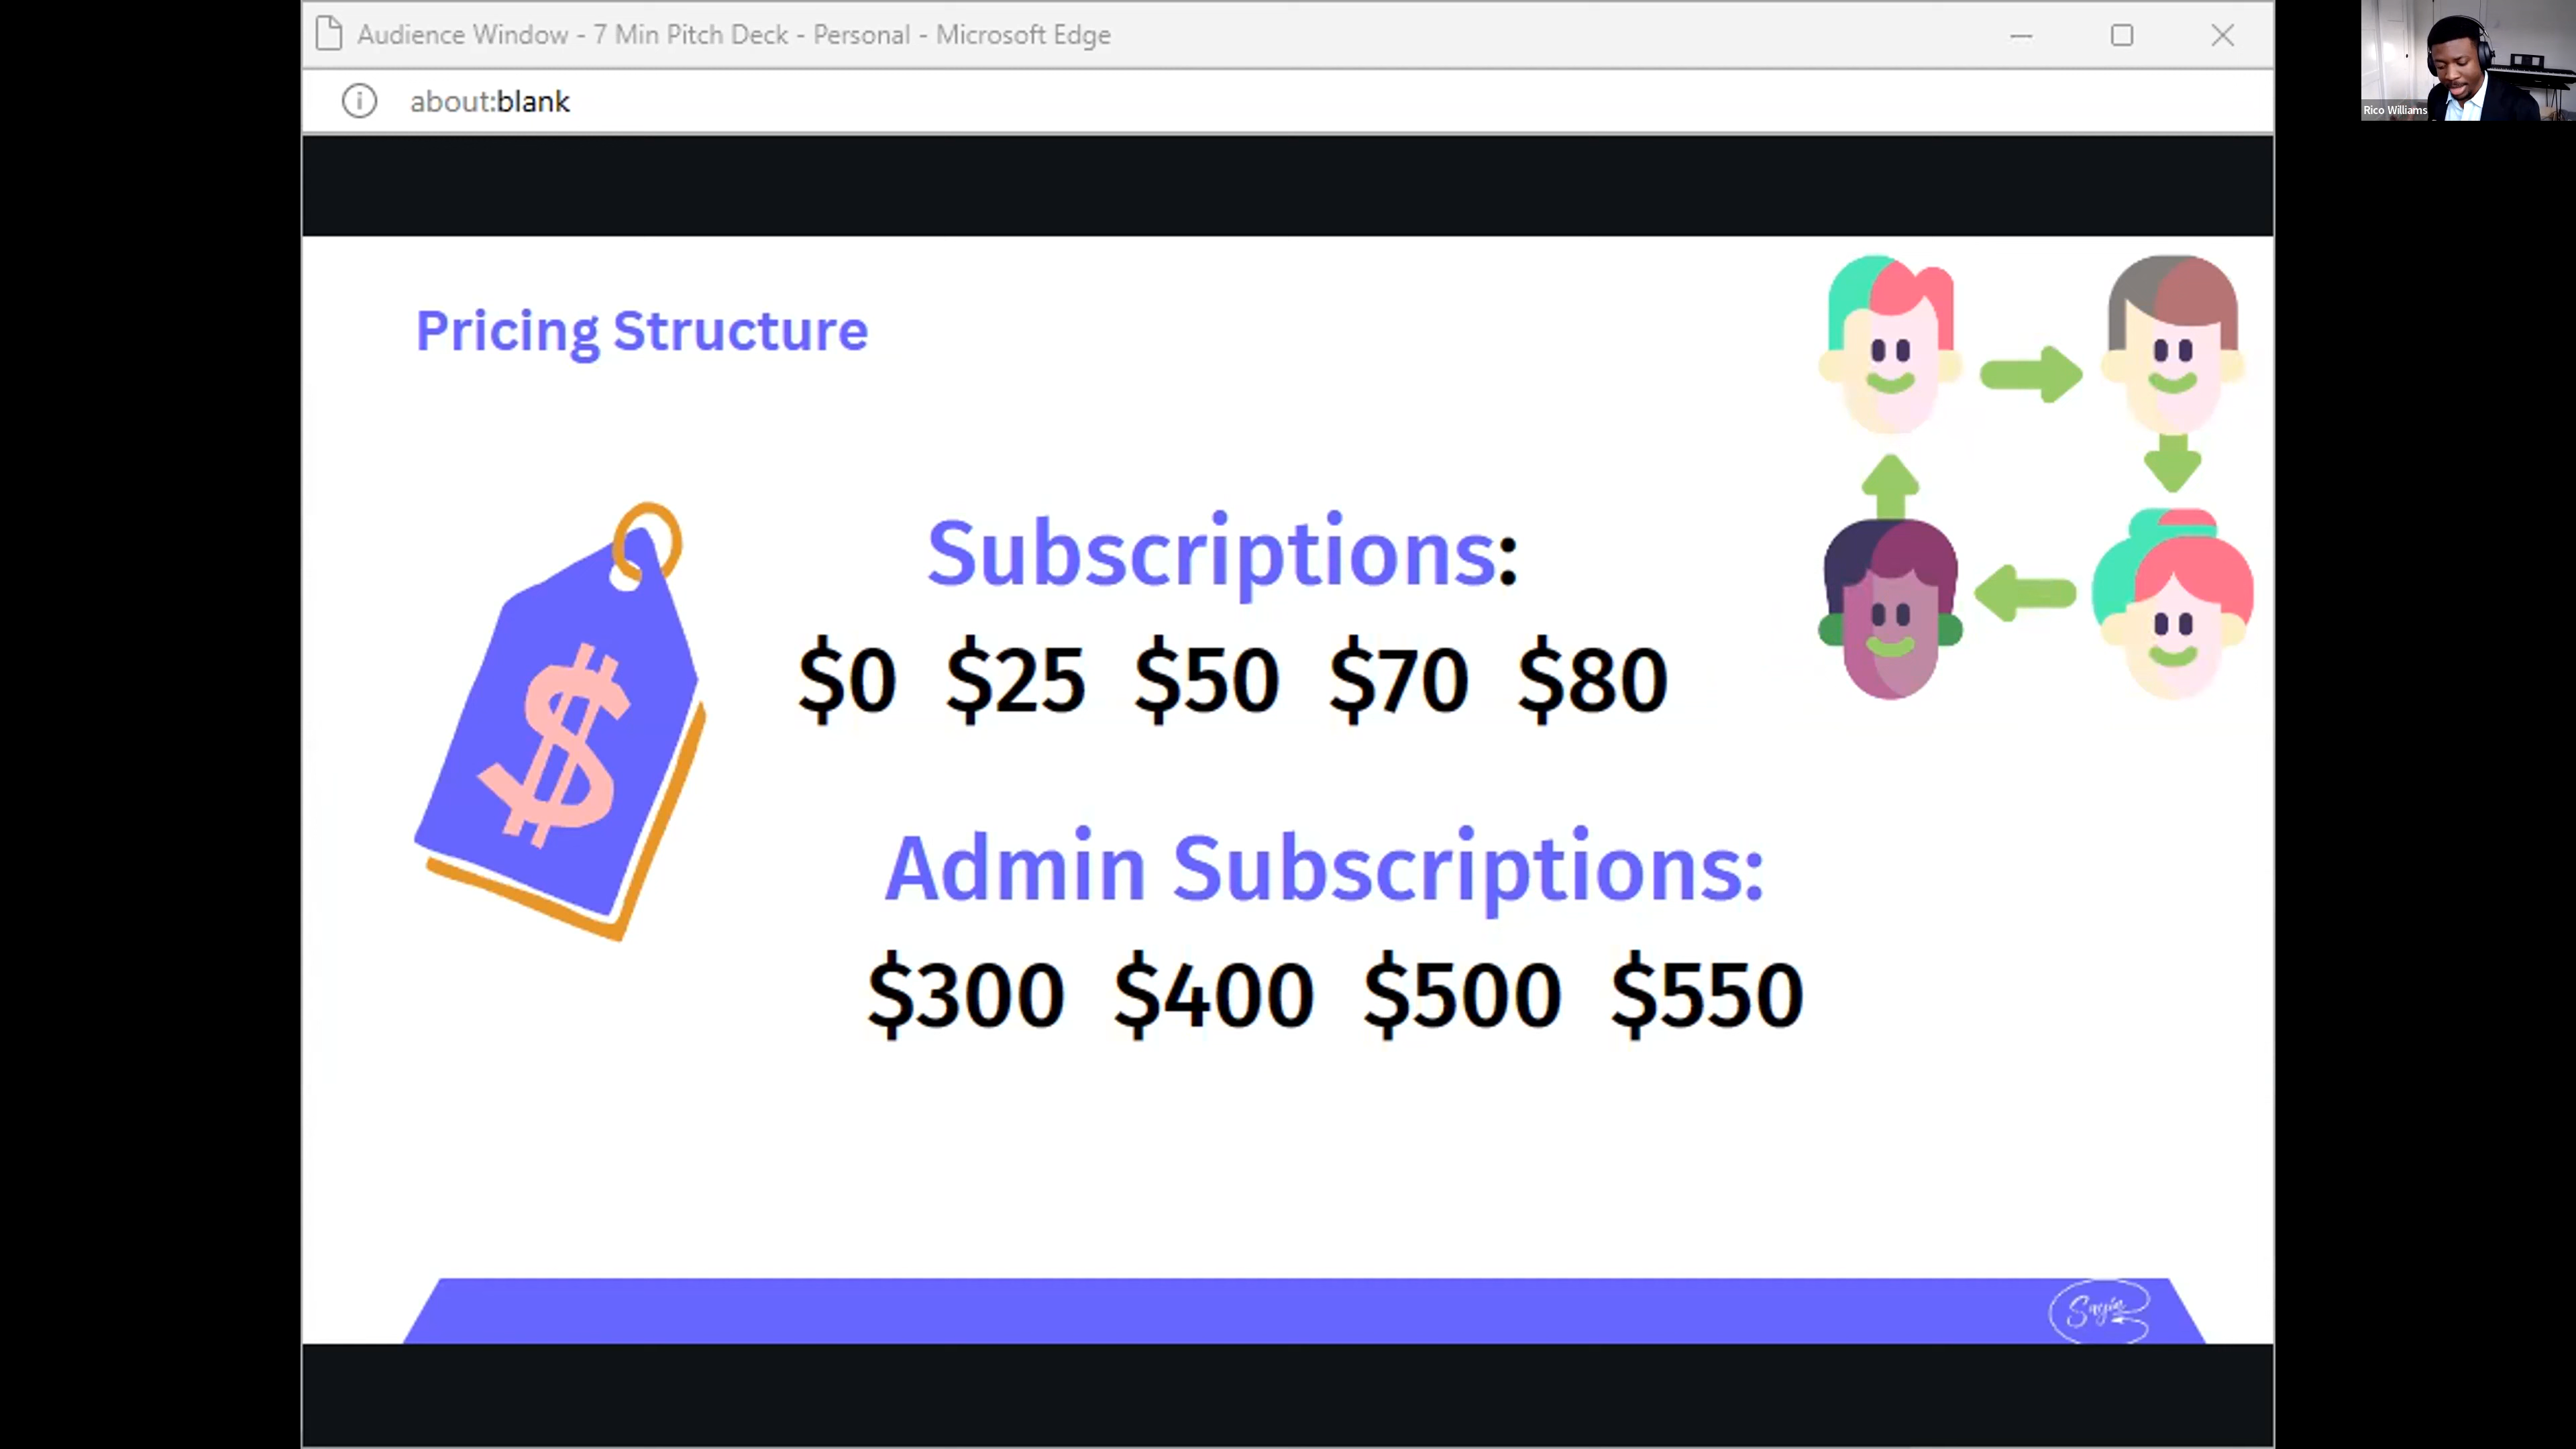 Audience Window - 7 Min Pitch Deck - Personal - Microsoft Edge
about:blank
Rico Williams
Pricing Structure
$
Subscriptions:
$0 $25 $50 $70 $80
Admin Subscriptions:
$300 $400 $500 $550